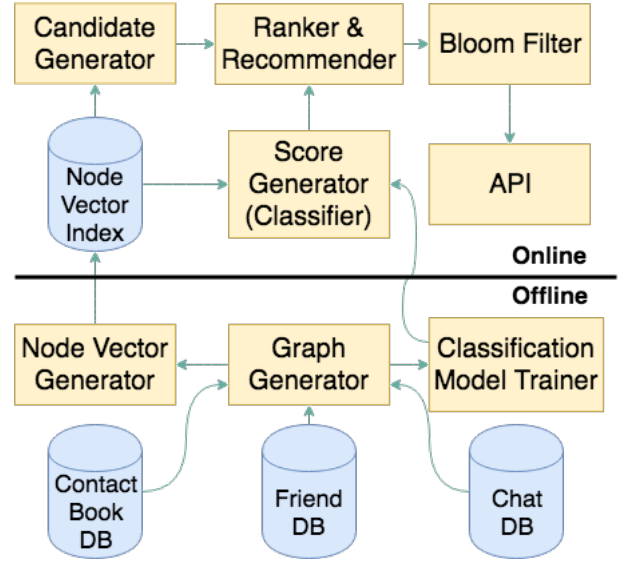 Candidate
Generator
Ranker &
Recommender
Bloom Filter
Node
Vector
Index
Score
Generator
(Classifier)
API
Online
Offline
Node Vector
Generator
Graph
Generator
Classification
Model Trainer
Contact
Book
DB
Friend
DB
Chat
DB